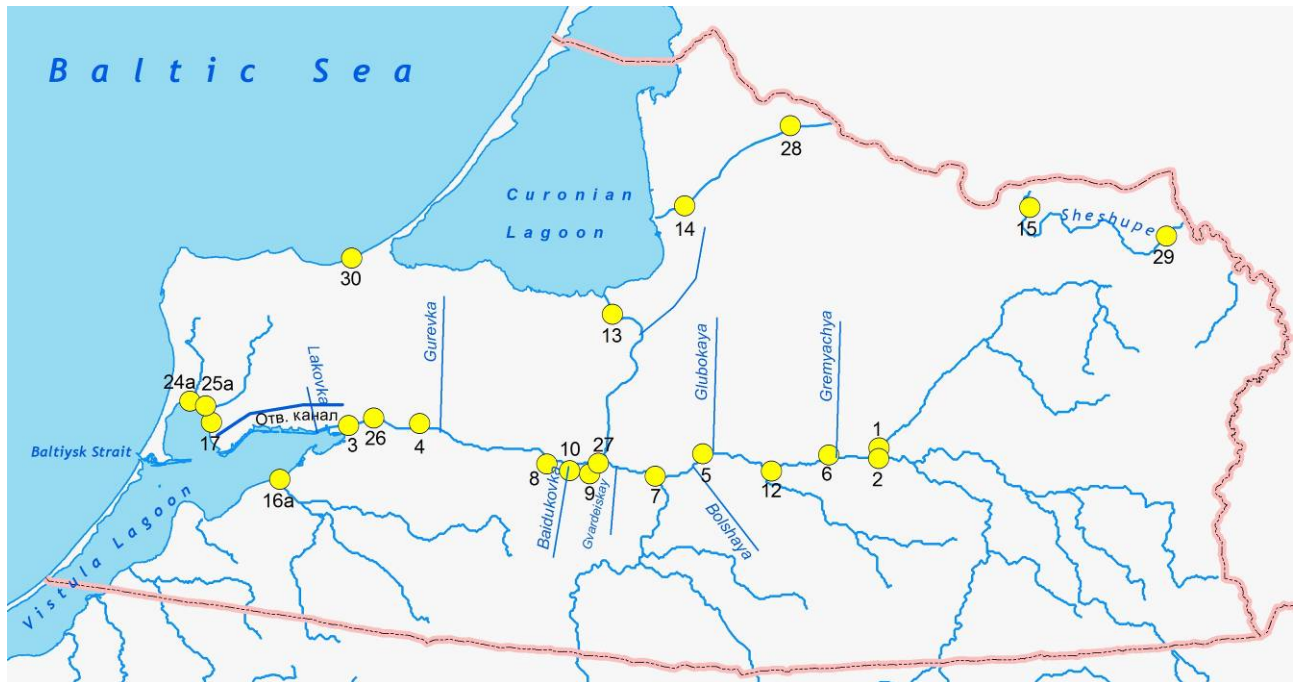 Baltic Sea
28
Curonian
Lagoon
14
15
Sheshupe
29
30
13
Gurevka
Glubokaya
Gremyachya
Lakovka
24a
25a
17
Отв. канал
3
26
4
Baltiysk Strait
16a
8
10
27
9
7
5
12
6
1
2
Baidukovka
Gvardeiskay
Bolshaya
Vistula Lagoon